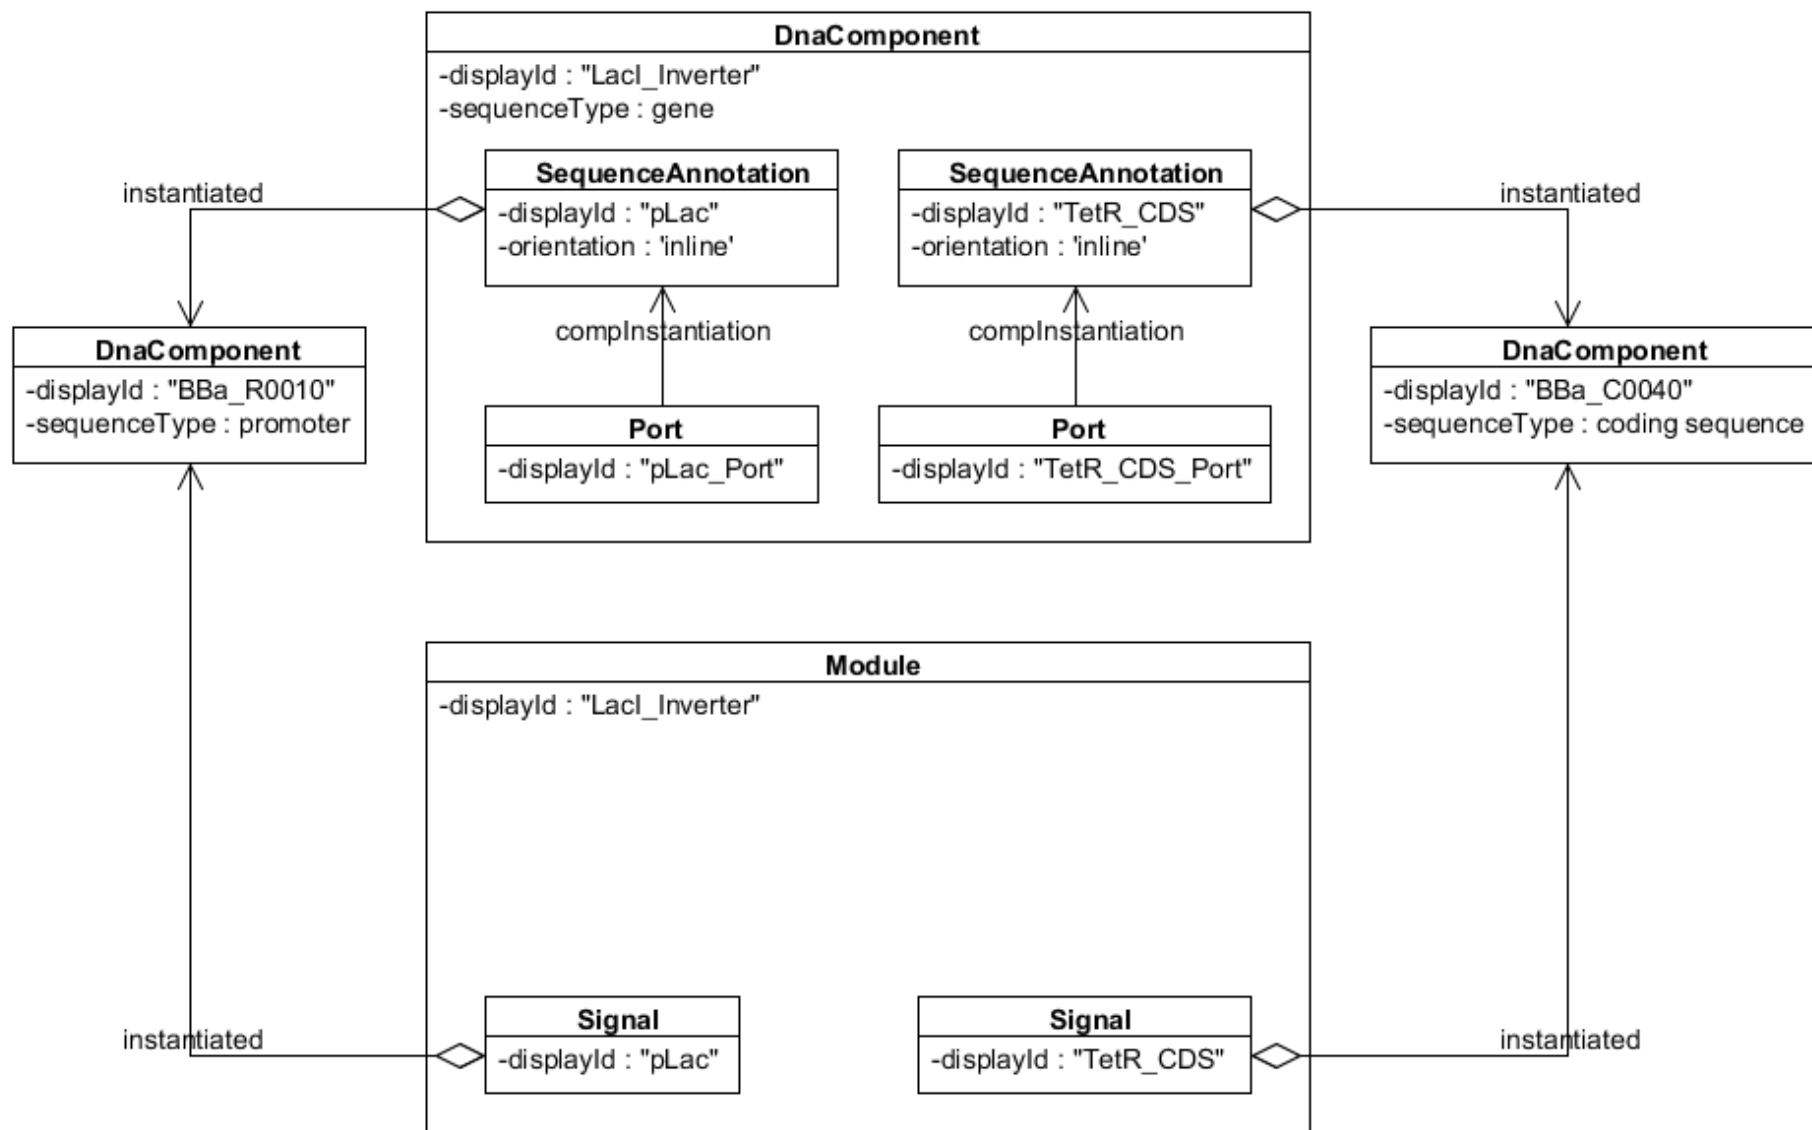 DnaComponent
-displayId : "LacI_Inverter"
-sequenceType : gene
SequenceAnnotation
-displayId : "pLac"
-orientation : 'inline'
SequenceAnnotation
-displayId : "TetR_CDS"
-orientation : 'inline'
instantiated
instantiated
compInstantiation
compInstantiation
DnaComponent
-displayId : "BBa_R0010"
-sequenceType : promoter
DnaComponent
-displayId : "BBa_C0040"
-sequenceType : coding sequence
Port
-displayId : "pLac_Port"
Port
-displayId : "TetR_CDS_Port"
Module
-displayId : "LacI_Inverter"
Signal
-displayId : "pLac"
Signal
-displayId : "TetR_CDS"
instantiated
instantiated